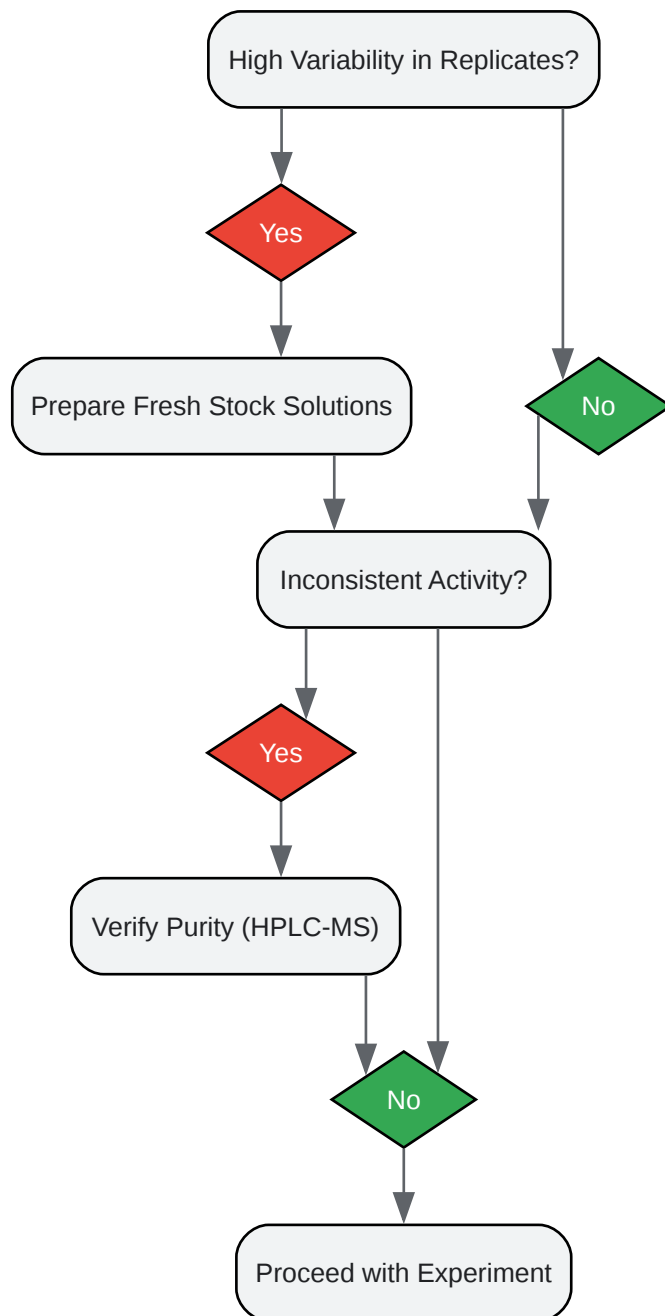 High Variability in Replicates?
Yes
Prepare Fresh Stock Solutions
No
Inconsistent Activity?
Yes
Verify Purity (HPLC-MS)
No
Proceed with Experiment